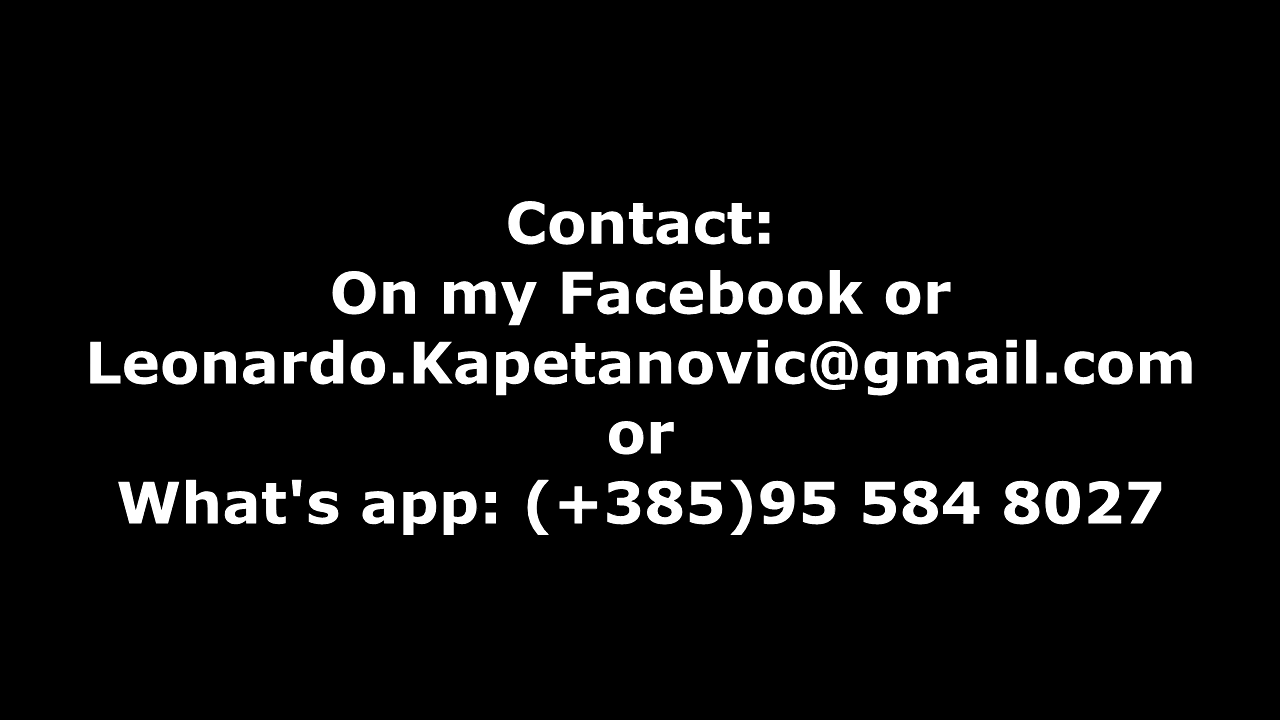 Contact:
On my Facebook or
Leonardo.Kapetanovic@gmail.com
or
What's app: (+385)95 584 8027